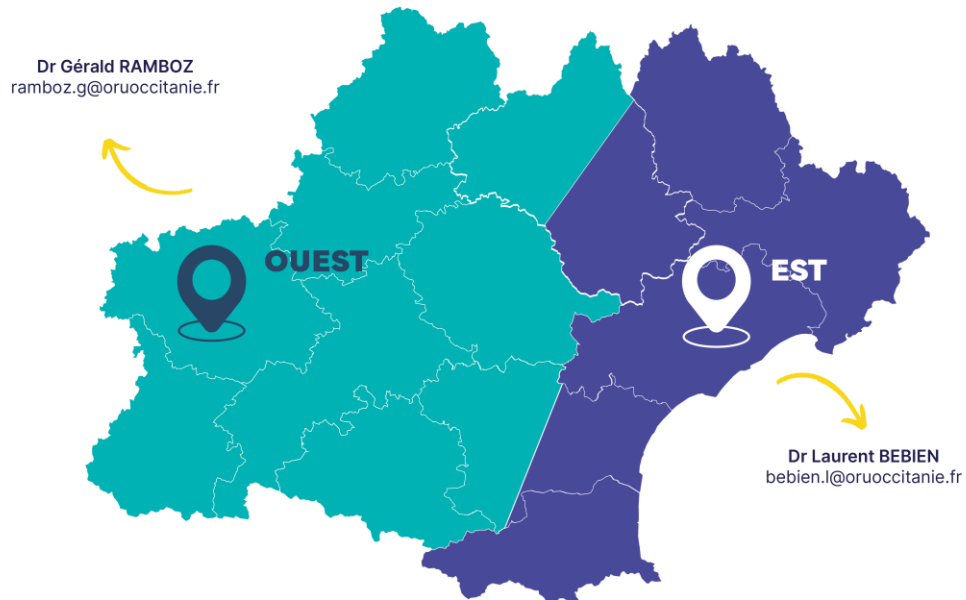 Dr Gérald RAMBOZ
ramboz.g@oruoccitanie.fr
OUEST
EST
Dr Laurent BEBIEN
bebien.l@oruoccitanie.fr